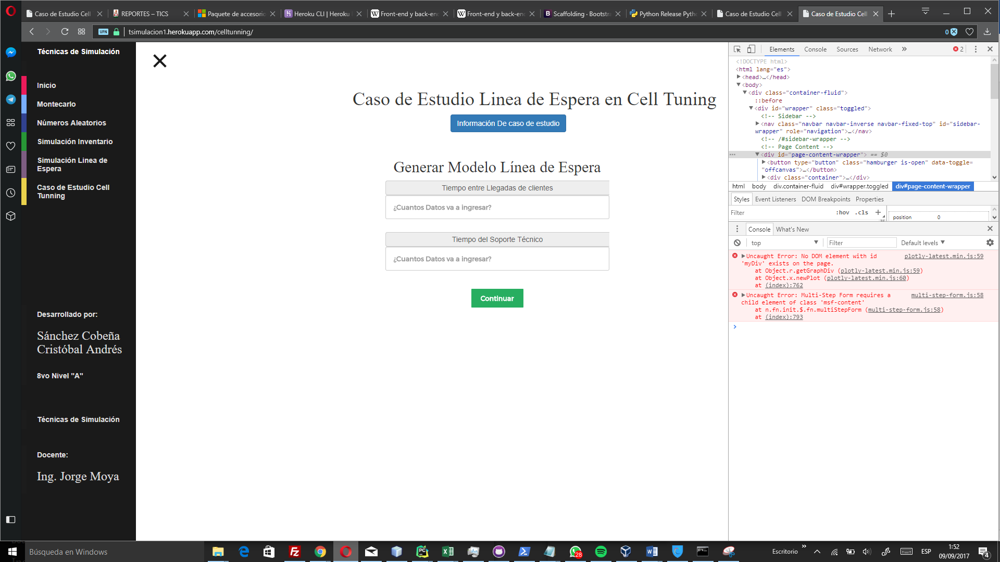 Caso de Estudio Cell
REPORTES – TICS
Paquete de accesorio
Heroku CLI | Heroku
Front-end y back-end
Front-end y back-end
Scaffolding · Bootstra
Python Release Pytho
Caso de Estudio Cell
Caso de Estudio Cell
VPN
tsimulacion1.herokuapp.com/celltunning/
0
Técnicas de Simulación
Inicio
Montecarlo
Números Aleatorios
Simulación Inventario
Simulación Linea de
Espera
Caso de Estudio Cell
Tunning
Desarrollado por:
Sánchez Cobeña
Cristóbal Andrés
8vo Nivel "A"
Técnicas de Simulación
Docente:
Ing. Jorge Moya
Caso de Estudio Linea de Espera en Cell Tuning
Información De caso de estudio
Generar Modelo Línea de Espera
Tiempo entre Llegadas de clientes
¿Cuantos Datos va a ingresar?
Tiempo del Soporte Técnico
¿Cuantos Datos va a ingresar?
Continuar
Elements Console Sources Network » 2
<!DOCTYPE html>
<html lang="es">
<head>…</head>
<body>
<div class="container-fluid">
::before
<div id="wrapper" class="toggled">
<!-- Sidebar -->
<nav class="navbar navbar-inverse navbar-fixed-top" id="sidebar-
wrapper" role="navigation">…</nav>
<!-- /#sidebar-wrapper -->
<!-- Page Content -->
<div id="page-content-wrapper"> == $0
<button type="button" class="hamburger is-open" data-toggle=
"offcanvas">…</button>
<div class="container">…</div>
html body div.container-fluid div#wrapper.toggled div#page-content-wrapper
Styles Event Listeners DOM Breakpoints Properties
Filter :hov .cls +
position 0
Console What's New
top Filter Default levels
Uncaught Error: No DOM element with id plotly-latest.min.js:59
'myDiv' exists on the page.
at Object.r.getGraphDiv (plotly-latest.min.js:59)
at Object.x.newPlot (plotly-latest.min.js:60)
at (index):762
Uncaught Error: Multi-Step Form requires a multi-step-form.js:58
child element of class 'msf-content'
at n.fn.init.$.fn.multiStepForm (multi-step-form.js:58)
at (index):793
Búsqueda en Windows
28
Escritorio
»
ESP
1:52
09/09/2017
4